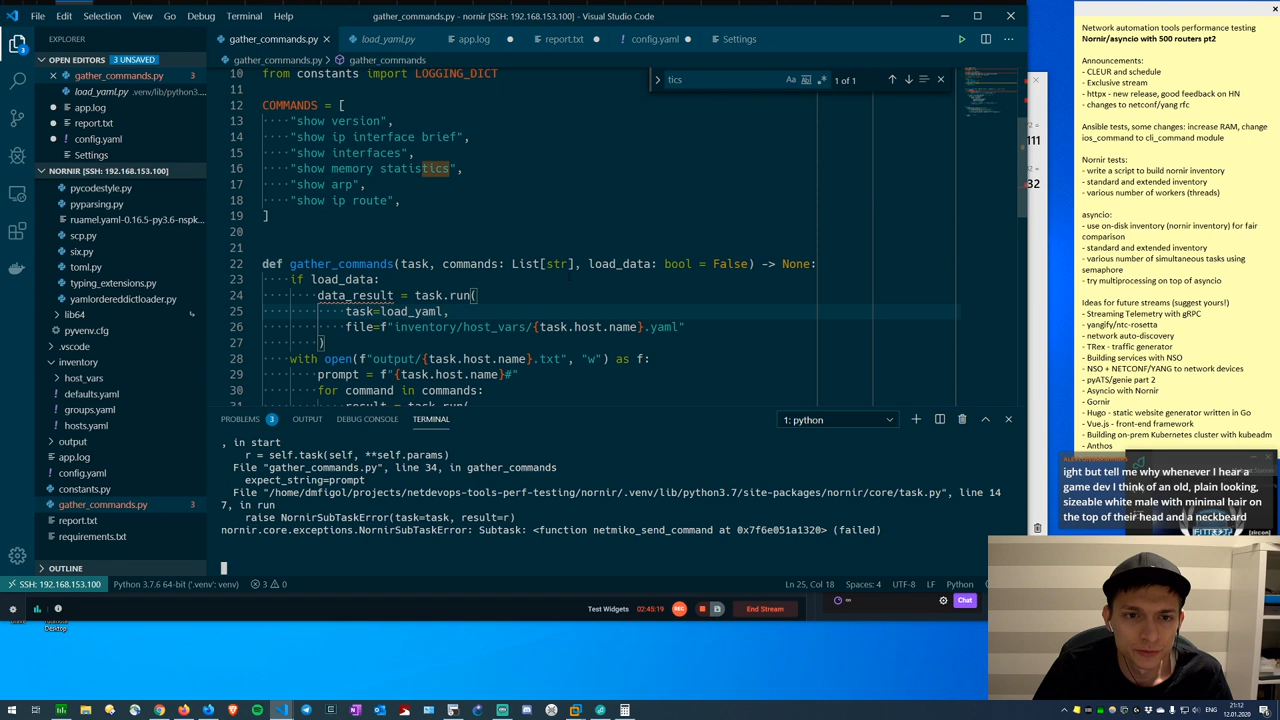 File Edit Selection View Go Debug Terminal Help
gather_commands.py - nornir [SSH: 192.168.153.100] - Visual Studio Code
EXPLORER
gather_commands.py
load_yaml.py
app.log
report.txt
config.yaml
Settings
gather_commands.py > gather_commands
OPEN EDITORS 3 UNSAVED
gather_commands.py 3
load_yaml.py .venv/lib/python3...
app.log
report.txt
config.yaml
Settings
NORNIR [SSH: 192.168.153.100]
pycodestyle.py
pyparsing.py
ruamel.yaml-0.16.5-py3.6-nspk...
scp.py
six.py
toml.py
typing_extensions.py
yamlordereddictloader.py
lib64
pyvenv.cfg
.vscode
inventory
host_vars
defaults.yaml
groups.yaml
hosts.yaml
output
app.log
config.yaml
constants.py
gather_commands.py 3
report.txt
requirements.txt
OUTLINE
tics
Aa
1 of 1
10 from constants import LOGGING_DICT
11
12 COMMANDS = [
13 "show version",
14 "show ip interface brief",
15 "show interfaces",
16 "show memory statistics",
17 "show arp",
18 "show ip route",
19 ]
20
21
22 def gather_commands(task, commands: List[str], load_data: bool = False) -> None:
23 if load_data:
24 data_result = task.run(
25 task=load_yaml,
26 file=f"inventory/host_vars/{task.host.name}.yaml"
27 )
28 with open(f"output/{task.host.name}.txt", "w") as f:
29 prompt = f"{task.host.name}#"
30 for command in commands:
31 result = task.run(
PROBLEMS 3 OUTPUT DEBUG CONSOLE TERMINAL
1: python
, in start
r = self.task(self, **self.params)
File "gather_commands.py", line 34, in gather_commands
expect_string=prompt
File "/home/dmfigol/projects/netdevops-tools-perf-testing/nornir/.venv/lib/python3.7/site-packages/nornir/core/task.py", line 14
7, in run
raise NornirSubTaskError(task=task, result=r)
nornir.core.exceptions.NornirSubTaskError: Subtask: <function netmiko_send_command at 0x7f6e051a1320> (failed)
SSH: 192.168.153.100 Python 3.7.6 64-bit ('.venv': venv) 3 0
Ln 25, Col 18 Spaces: 4 UTF-8 LF Python
Test Widgets 02:45:19 REC End Stream
Chat
Desktop
111
32
Network automation tools performance testing
Nornir/asyncio with 500 routers pt2
Announcements:
- CLEUR and schedule
- Exclusive stream
- httpx - new release, good feedback on HN
- changes to netconf/yang rfc
Ansible tests, some changes: increase RAM, change
ios_command to cli_command module
Nornir tests:
- write a script to build nornir inventory
- standard and extended inventory
- various number of workers (threads)
asyncio:
- use on-disk inventory (nornir inventory) for fair
comparison
- standard and extended inventory
- various number of simultaneous tasks using
semaphore
- try multiprocessing on top of asyncio
Ideas for future streams (suggest yours!)
- Streaming Telemetry with gRPC
- yangify/ntc-rosetta
- network auto-discovery
- TRex - traffic generator
- Building services with NSO
- NSO + NETCONF/YANG to network devices
- pyATS/genie part 2
- Asyncio with Nornir
- Gornir
- Hugo - static website generator written in Go
- Vue.js - front-end framework
- Building on-prem Kubernetes cluster with kubeadm
- Anthos
ight but tell me why whenever I hear a
game dev I think of an old, plain looking,
sizeable white male with minimal hair on
the top of their head and a neckbeard
ENG
21:12
12.01.2020